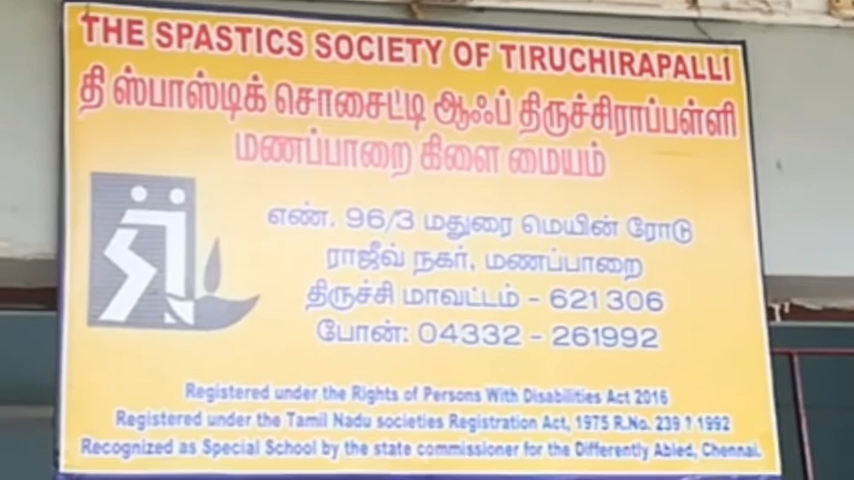 THE SPASTICS SOCIETY OF TIRUCHIRAPALLI
தி ஸ்பாஸ்டிக் சொசைட்டி ஆஃப் திருச்சிராப்பள்ளி
மணப்பாறை கிளை மையம்
எண். 96/3 மதுரை மெயின் ரோடு
ராஜீவ் நகர், மணப்பாறை
திருச்சி மாவட்டம் - 621 306
போன்: 04332 - 261992
Registered under the Rights of Persons With Disabilities Act 2016
Registered under the Tamil Nadu societies Registration Act, 1975 R.No. 239 ? 1992
Recognized as Special School by the state commissioner for the Differently Abled, Chennai.